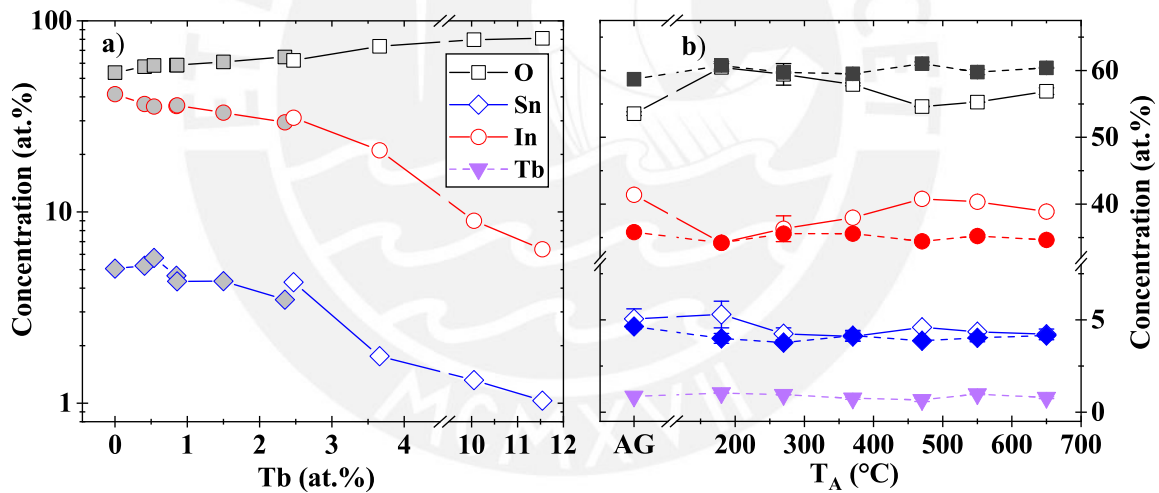 100
10
1
Concentration (at.%)
a)
O
Sn
In
Tb
0 1 2 3 4 10 11 12
Tb (at.%)
b)
60
50
40
5
0
Concentration (at.%)
AG 200 300 400 500 600 700
T_A (°C)
MCMXVII